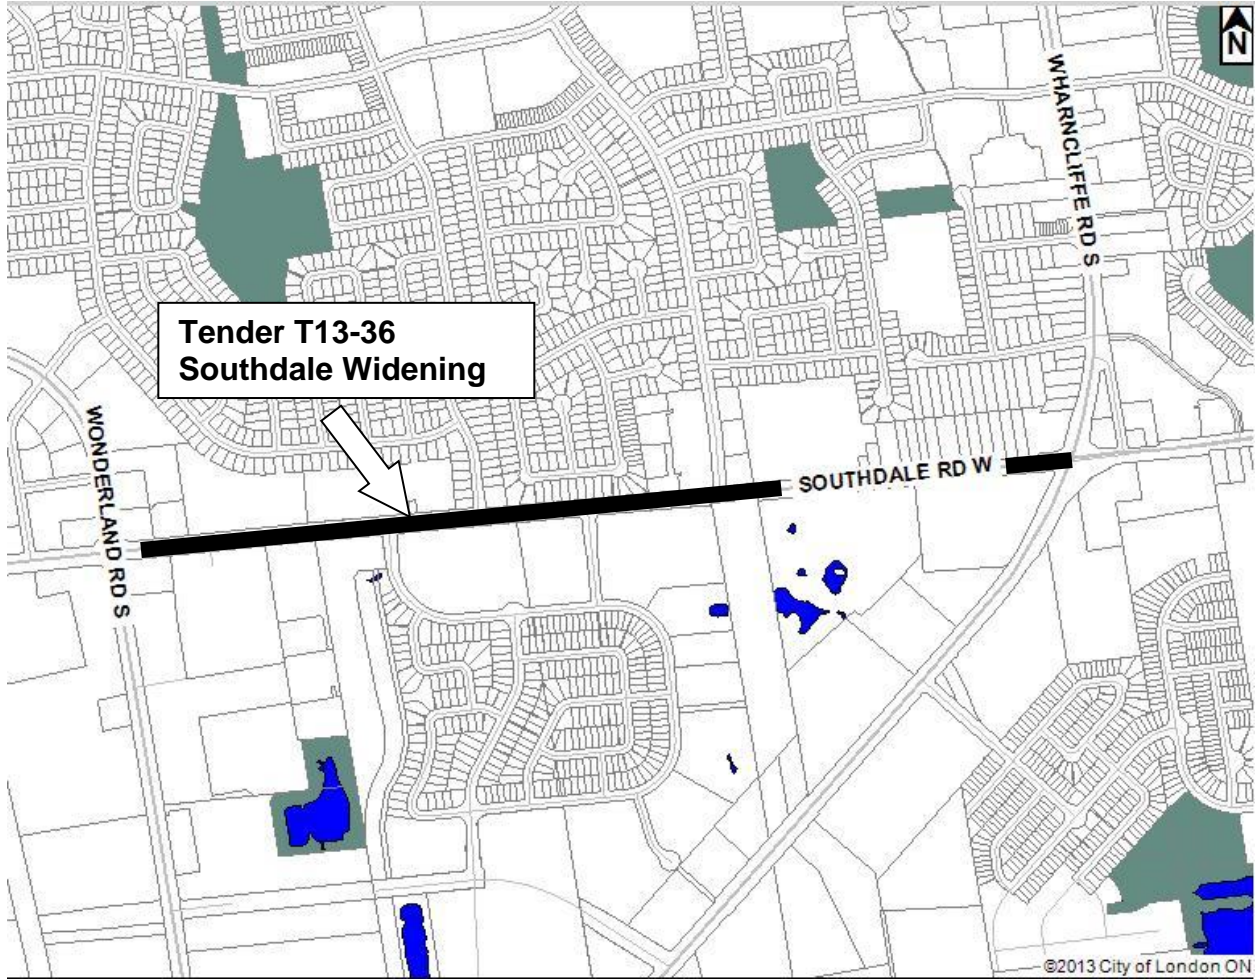 N
WHARNCLIFFE RD S
Tender T13-36
Southdale Widening
WONDERLAND RD S
SOUTHDALE RD W
©2013 City of London ON